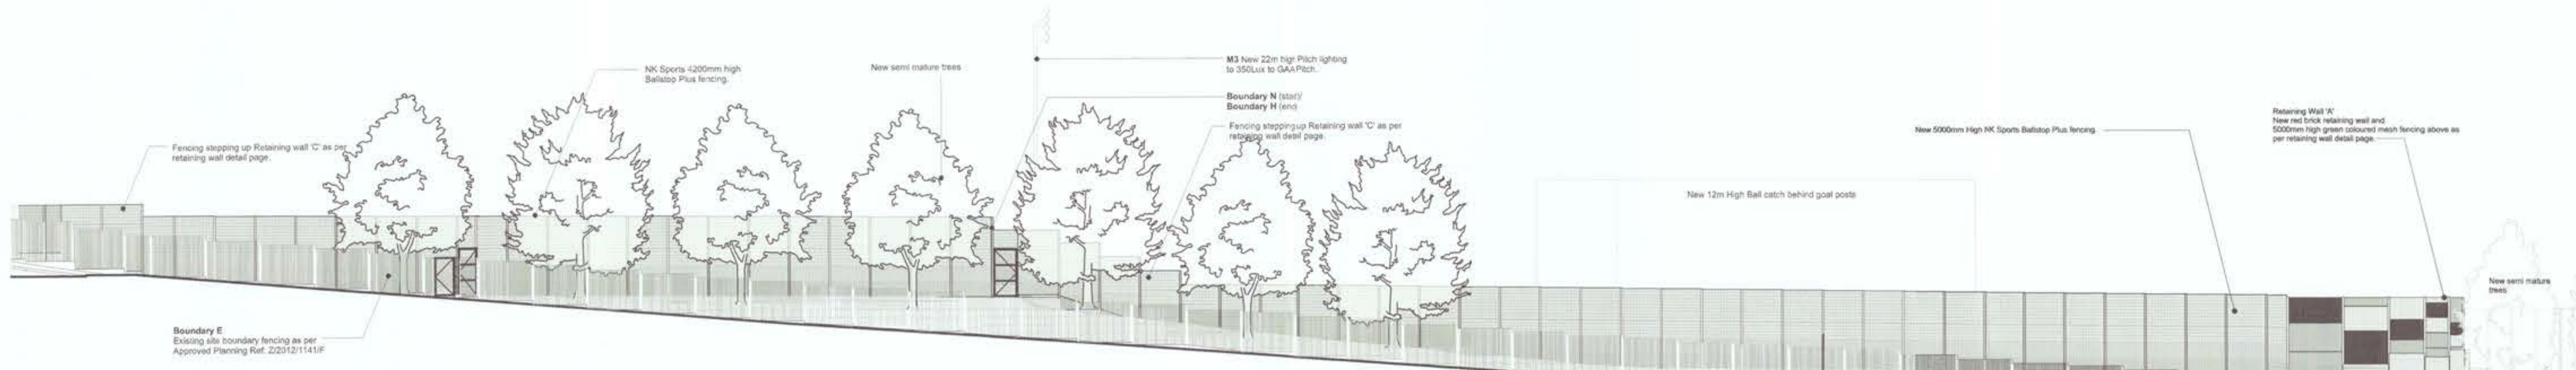 Fencing stepping up Retaining wall 'C' as per
retaining wall detail page.
Boundary E
Existing site boundary fencing as per
Approved Planning Ref. Z/2012/1141/F
NK Sports 4200mm high
Ballstop Plus fencing.
New semi mature trees
M3 New 22m high Pitch lighting
to 350Lux to GAA Pitch.
Boundary N (start)/
Boundary H (end)
Fencing stepping up Retaining wall 'C' as per
retaining wall detail page.
New 12m High Ball catch behind goal posts
New 5000mm High NK Sports Ballstop Plus fencing.
Retaining Wall 'A'
New red brick retaining wall and
5000mm high green coloured mesh fencing above as
per retaining wall detail page.
New semi mature
trees